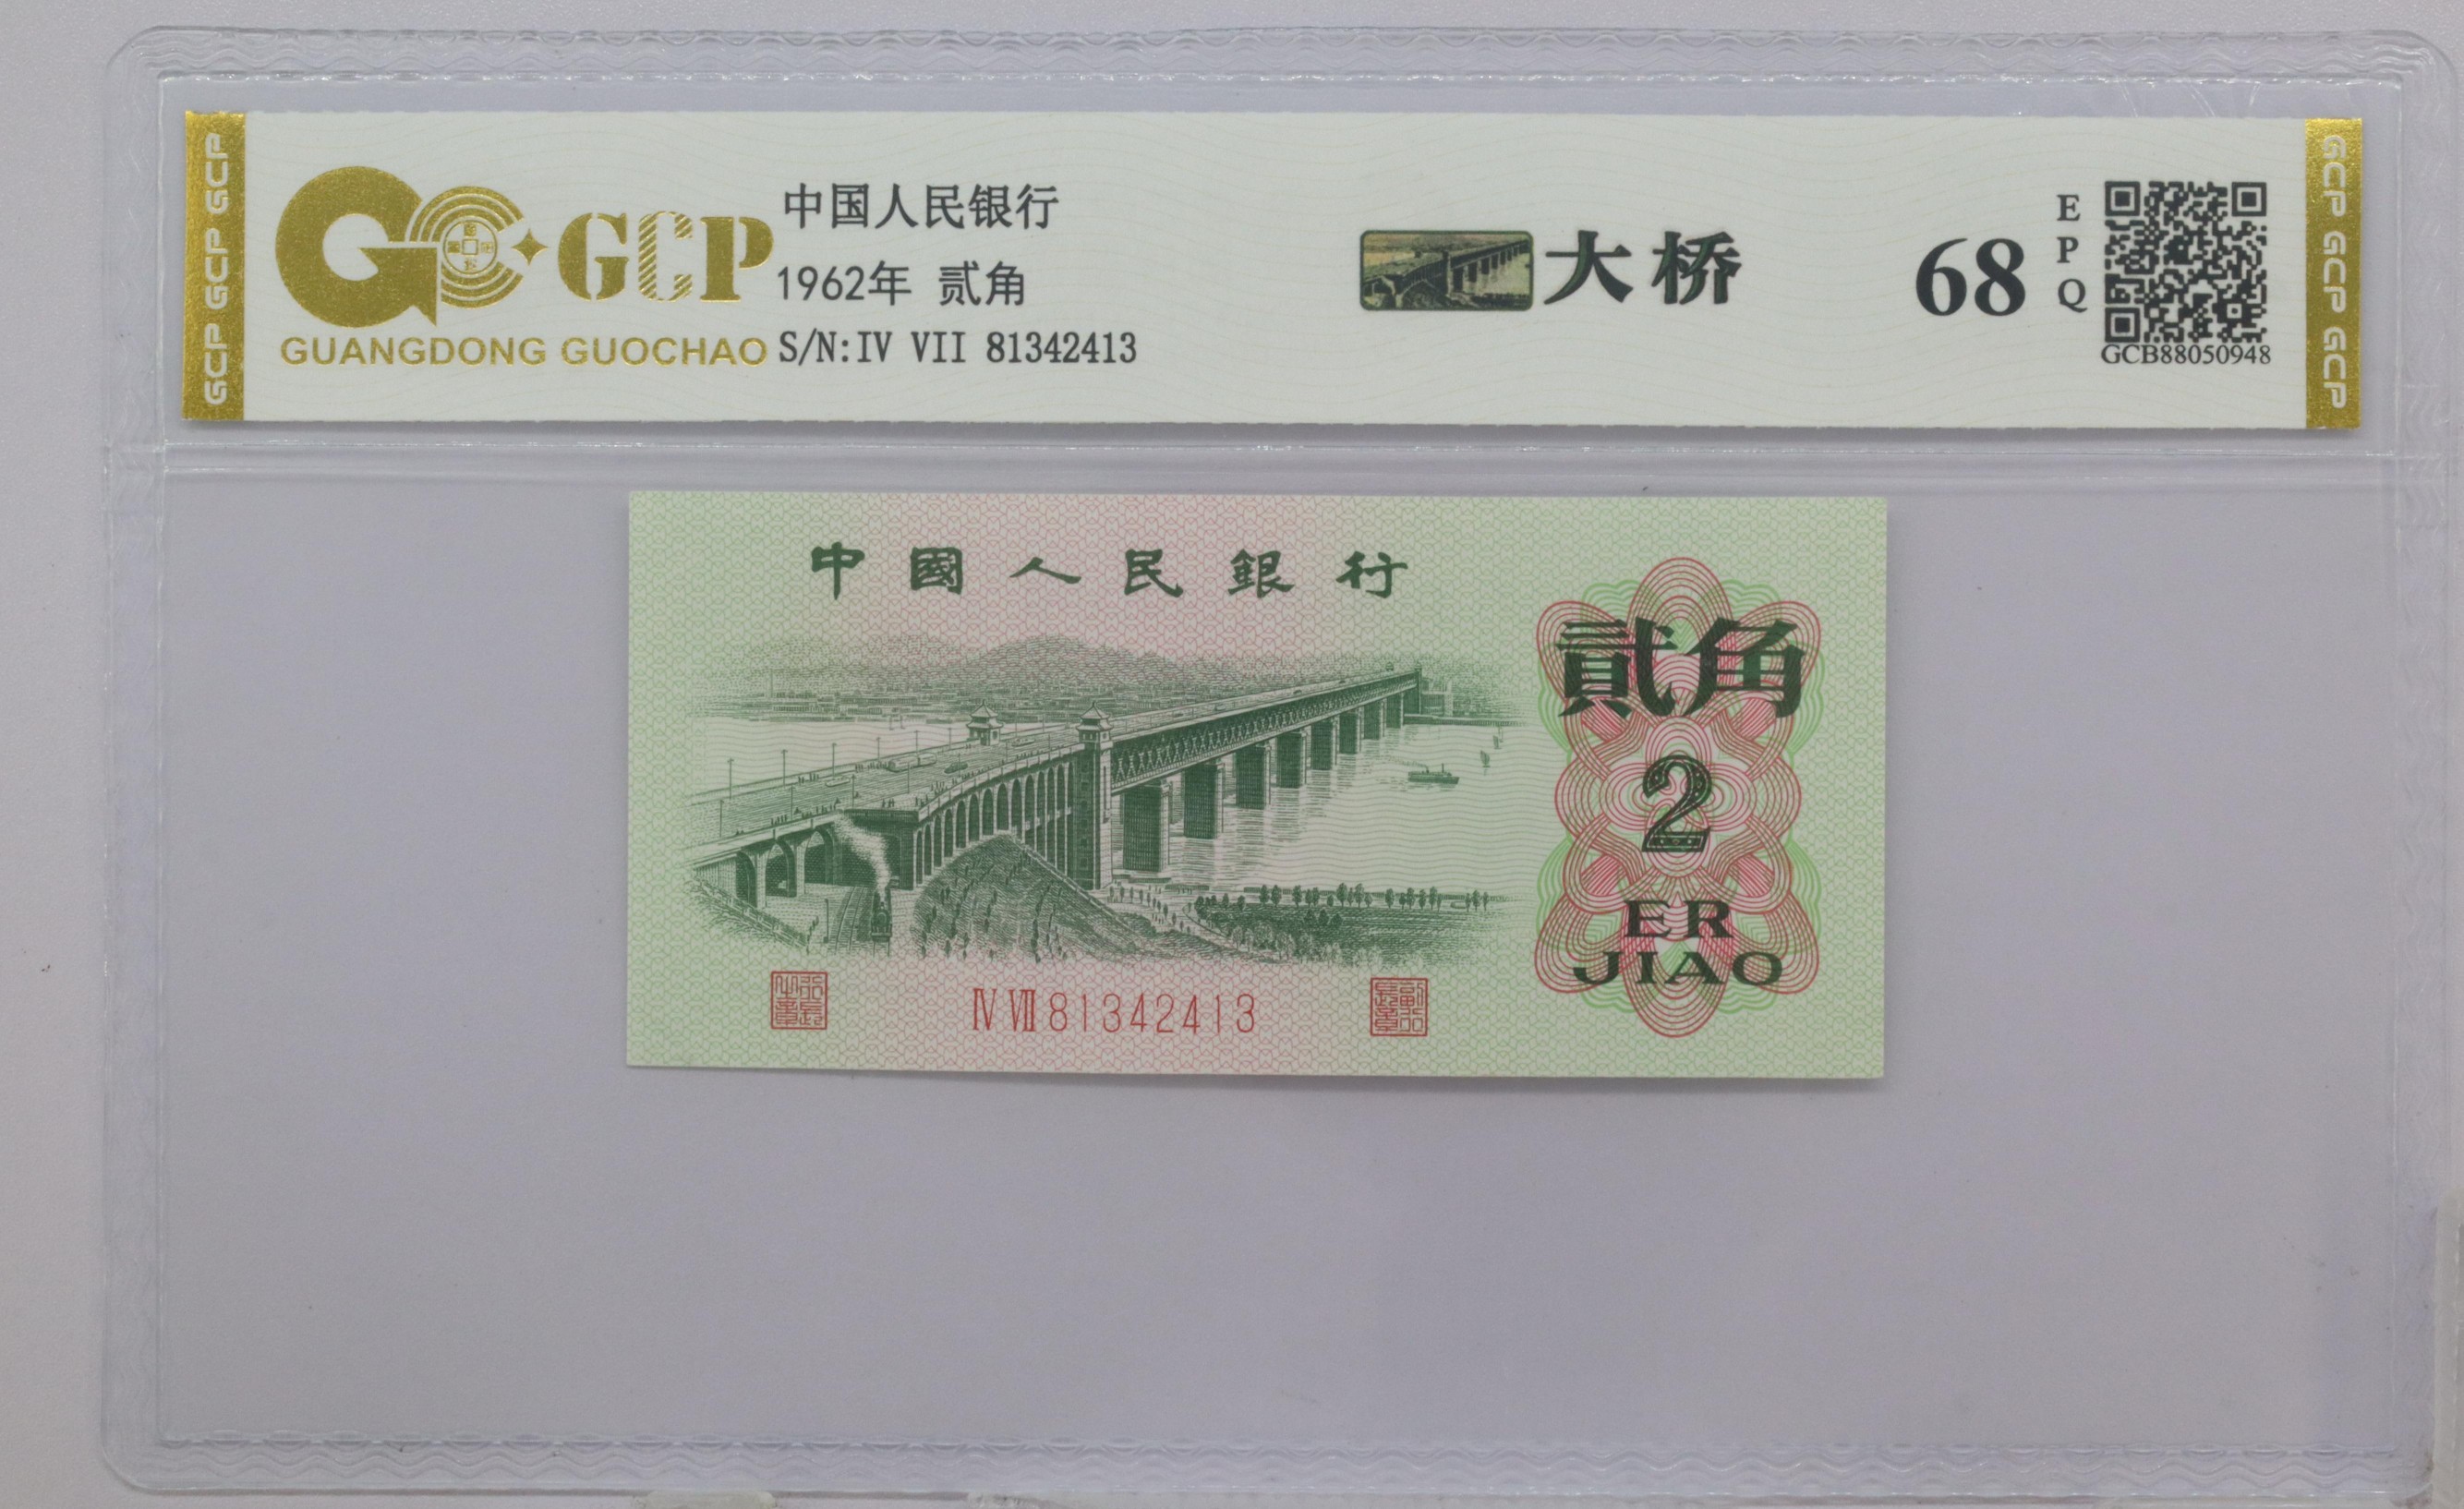 GCP GCP GCP
GCP
GUANGDONG GUOCHAO
中国人民银行
1962年 贰角
S/N:IV VII 81342413
大桥
68
EPQ
GCB88050948
GCP GCP GCP
中國人民銀行
貳角
2
ER
JIAO
IV VII 81342413